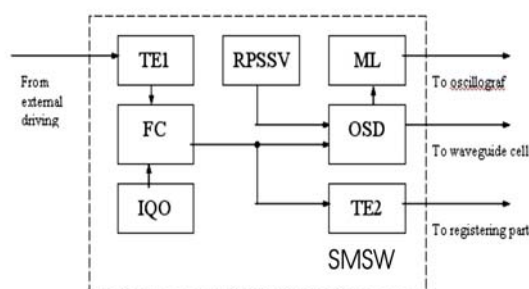 TE1
RPSSV
ML
From
external
driving
To oscillograf
FC
OSD
To waveguide cell
IQO
TE2
To registering part
SMSW